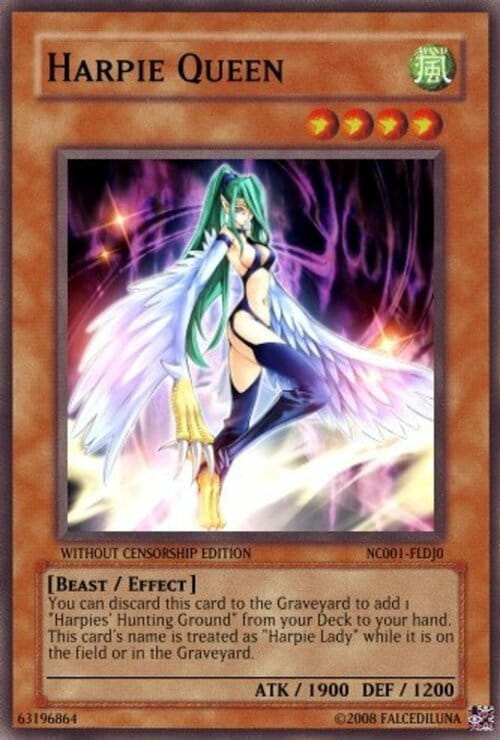 HARPIE QUEEN
WIND
風
WITHOUT CENSORSHIP EDITION NC001-FLDJ0
[BEAST / EFFECT]
You can discard this card to the Graveyard to add 1
"Harpies' Hunting Ground" from your Deck to your hand.
This card's name is treated as "Harpie Lady" while it is on
the field or in the Graveyard.
ATK / 1900 DEF / 1200
63196864 ©2008 FALCEDILUNA